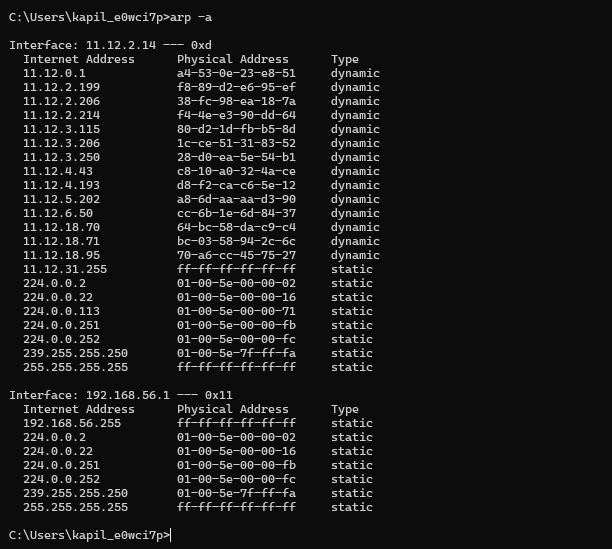 C:\Users\kapil_e0wci7p>arp -a
Interface: 11.12.2.14 --- 0xd
  Internet Address      Physical Address      Type
  11.12.0.1             a4-53-0e-23-e8-51     dynamic
  11.12.2.199           f8-89-d2-e6-95-ef     dynamic
  11.12.2.206           38-fc-98-ea-18-7a     dynamic
  11.12.2.214           f4-4e-e3-90-dd-64     dynamic
  11.12.3.115           80-d2-1d-fb-b5-8d     dynamic
  11.12.3.206           1c-ce-51-31-83-52     dynamic
  11.12.3.250           28-d0-ea-5e-54-b1     dynamic
  11.12.4.43            c8-10-a0-32-4a-ce     dynamic
  11.12.4.193           d8-f2-ca-c6-5e-12     dynamic
  11.12.5.202           a8-6d-aa-aa-d3-90     dynamic
  11.12.6.50            cc-6b-1e-6d-84-37     dynamic
  11.12.18.70           64-bc-58-da-c9-c4     dynamic
  11.12.18.71           bc-03-58-94-2c-6c     dynamic
  11.12.18.95           70-a6-cc-45-75-27     dynamic
  11.12.31.255          ff-ff-ff-ff-ff-ff     static
  224.0.0.2             01-00-5e-00-00-02     static
  224.0.0.22            01-00-5e-00-00-16     static
  224.0.0.113           01-00-5e-00-00-71     static
  224.0.0.251           01-00-5e-00-00-fb     static
  224.0.0.252           01-00-5e-00-00-fc     static
  239.255.255.250       01-00-5e-7f-ff-fa     static
  255.255.255.255       ff-ff-ff-ff-ff-ff     static
Interface: 192.168.56.1 --- 0x11
  Internet Address      Physical Address      Type
  192.168.56.255        ff-ff-ff-ff-ff-ff     static
  224.0.0.2             01-00-5e-00-00-02     static
  224.0.0.22            01-00-5e-00-00-16     static
  224.0.0.251           01-00-5e-00-00-fb     static
  224.0.0.252           01-00-5e-00-00-fc     static
  239.255.255.250       01-00-5e-7f-ff-fa     static
  255.255.255.255       ff-ff-ff-ff-ff-ff     static
C:\Users\kapil_e0wci7p>